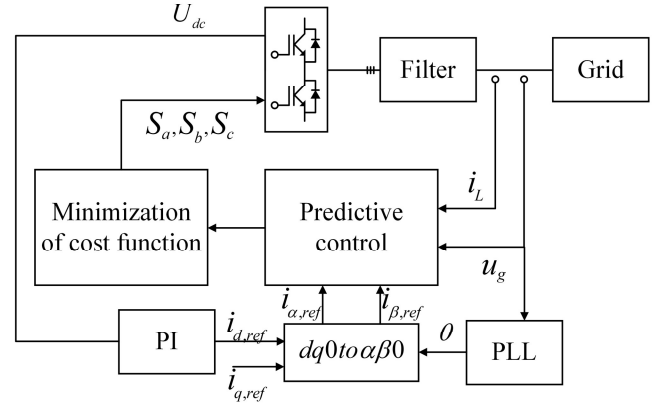 U_dc
Filter
Grid
S_a, S_b, S_c
i_L
Minimization
of cost function
Predictive
control
u_g
i_α,ref
i_β,ref
PI
i_d,ref
dq0toαβ0
θ
PLL
i_q,ref